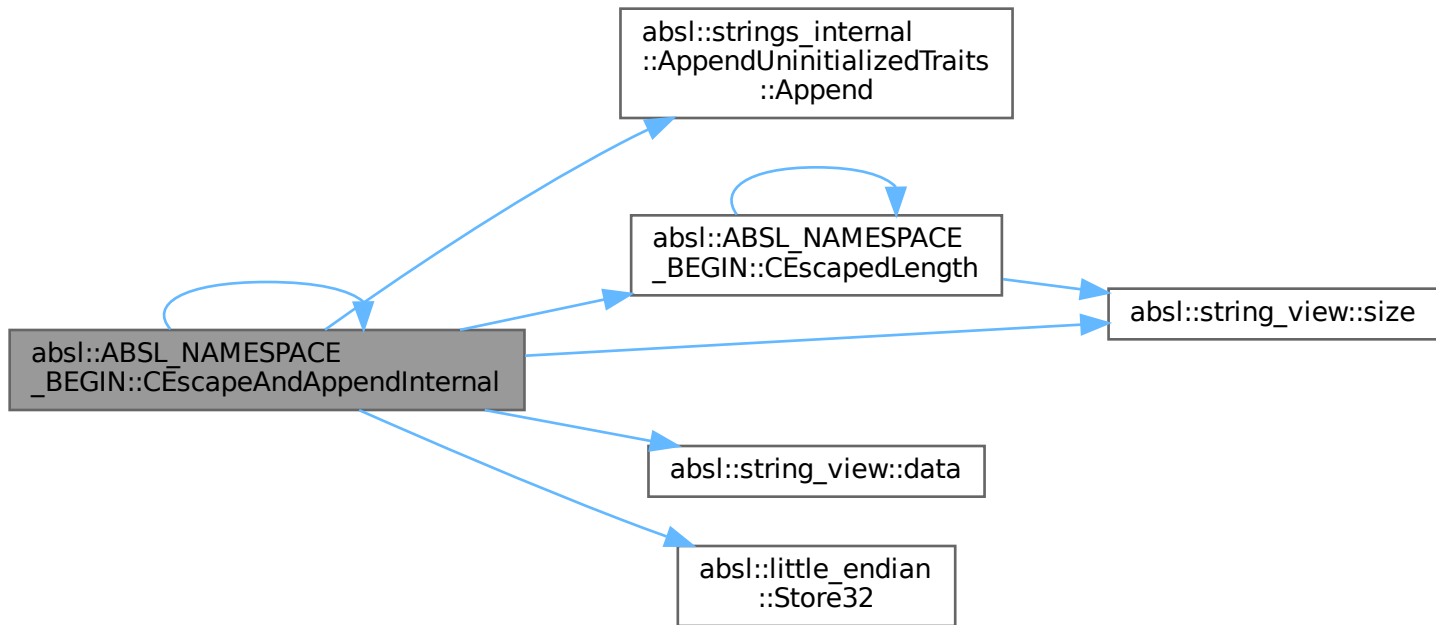 absl::strings_internal
::AppendUninitializedTraits
::Append
absl::ABSL_NAMESPACE
_BEGIN::CEscapedLength
absl::string_view::size
absl::ABSL_NAMESPACE
_BEGIN::CEscapeAndAppendInternal
absl::string_view::data
absl::little_endian
::Store32